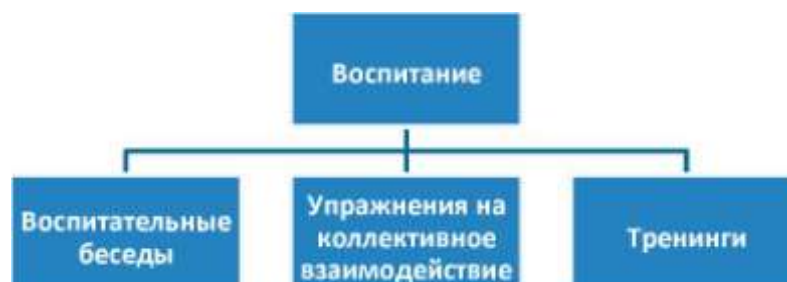 Воспитание
Воспитательные
беседы
Упражнения на
коллективное
взаимодействие
Тренинги